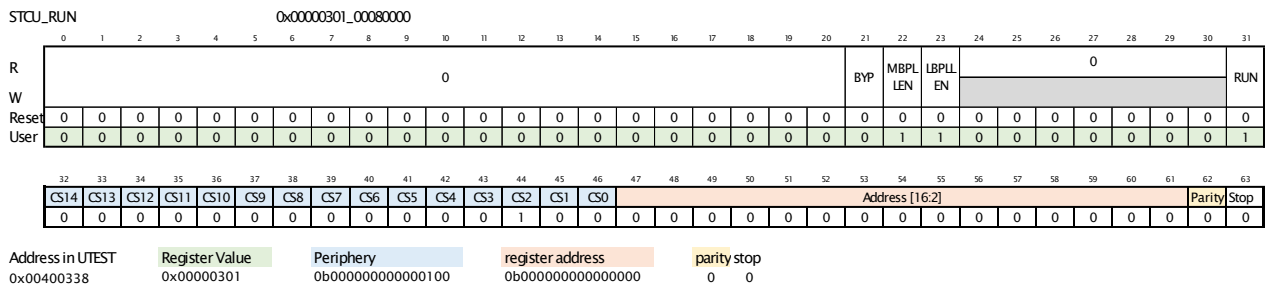 STCU_RUN 0x00000301_00080000
0 1 2 3 4 5 6 7 8 9 10 11 12 13 14 15 16 17 18 19 20 21 22 23 24 25 26 27 28 29 30 31
R W 0 BYP MBPL LEN LBPLL EN 0 RUN
Reset 0 0 0 0 0 0 0 0 0 0 0 0 0 0 0 0 0 0 0 0 0 0 0 0 0 0 0 0 0 0 0 0
User 0 0 0 0 0 0 0 0 0 0 0 0 0 0 0 0 0 0 0 0 0 0 1 1 0 0 0 0 0 0 0 1
32 33 34 35 36 37 38 39 40 41 42 43 44 45 46 47 48 49 50 51 52 53 54 55 56 57 58 59 60 61 62 63
CS14 CS13 CS12 CS11 CS10 CS9 CS8 CS7 CS6 CS5 CS4 CS3 CS2 CS1 CS0 Address [16:2] Parity Stop
0 0 0 0 0 0 0 0 0 0 0 0 1 0 0 0 0 0 0 0 0 0 0 0 0 0 0 0 0 0 0 0
Address in UTEST Register Value Periphery register address parity stop
0x00400338 0x00000301 0b000000000000100 0b000000000000000 0 0